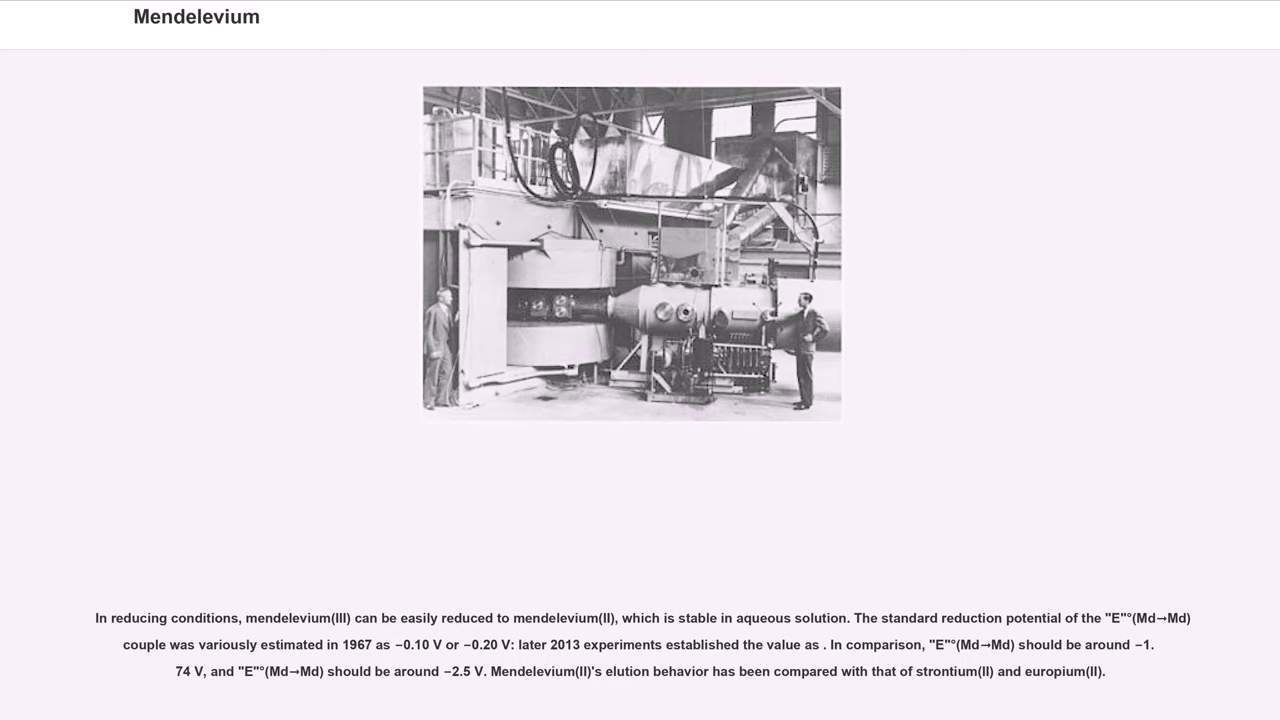 Mendelevium
In reducing conditions, mendelevium(III) can be easily reduced to mendelevium(II), which is stable in aqueous solution. The standard reduction potential of the "E"°(Md→Md)
couple was variously estimated in 1967 as −0.10 V or −0.20 V: later 2013 experiments established the value as . In comparison, "E"°(Md→Md) should be around −1.
74 V, and "E"°(Md→Md) should be around −2.5 V. Mendelevium(II)'s elution behavior has been compared with that of strontium(II) and europium(II).